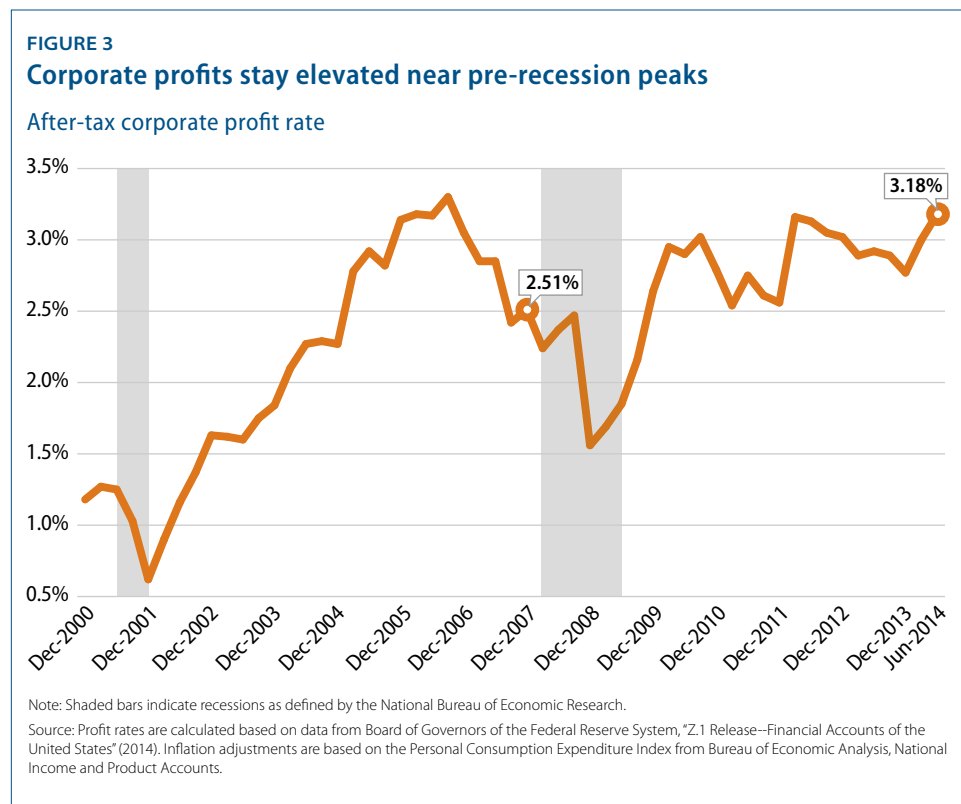 FIGURE 3
Corporate profits stay elevated near pre-recession peaks
After-tax corporate profit rate
3.5%
3.18%
3.0%
2.51%
2.5%
2.0%
1.5%
1.0%
0.5%
Dec-2000
Dec-2001
Dec-2002
Dec-2003
Dec-2004
Dec-2005
Dec-2006
Dec-2007
Dec-2008
Dec-2009
Dec-2010
Dec-2011
Dec-2012
Dec-2013
Jun-2014
Note: Shaded bars indicate recessions as defined by the National Bureau of Economic Research.
Source: Profit rates are calculated based on data from Board of Governors of the Federal Reserve System, "Z.1 Release--Financial Accounts of the
United States" (2014). Inflation adjustments are based on the Personal Consumption Expenditure Index from Bureau of Economic Analysis, National
Income and Product Accounts.